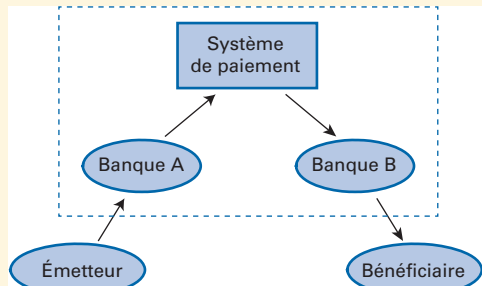 Système
de paiement
Banque A
Banque B
Émetteur
Bénéficiaire